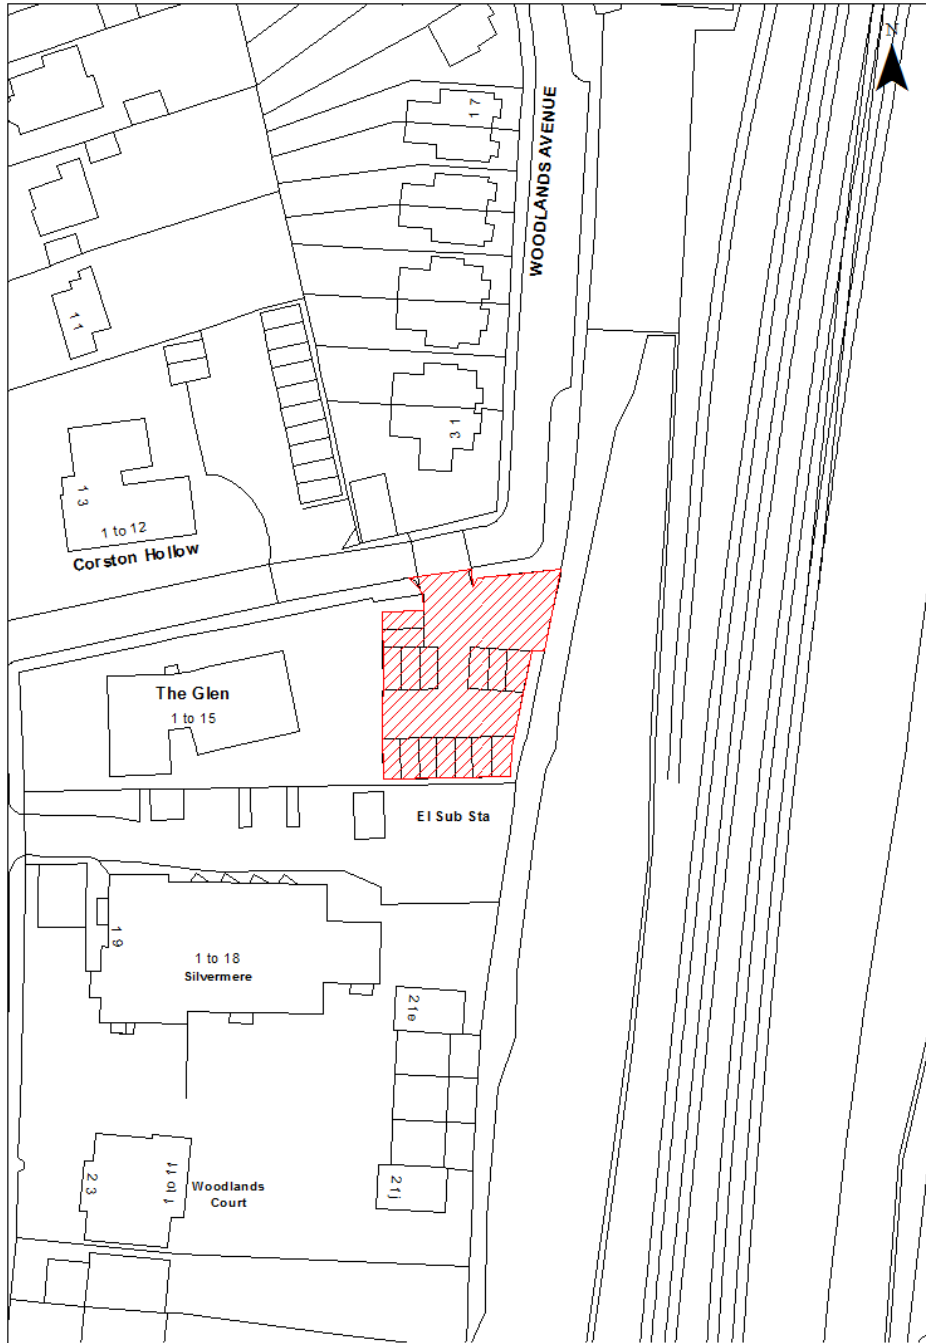 N
17
WOODLANDS AVENUE
11
31
13
1 to 12
Corston Hollow
The Glen
1 to 15
El Sub Sta
19
1 to 18
Silvermere
21e
23
1 to 11
Woodlands
Court
21j